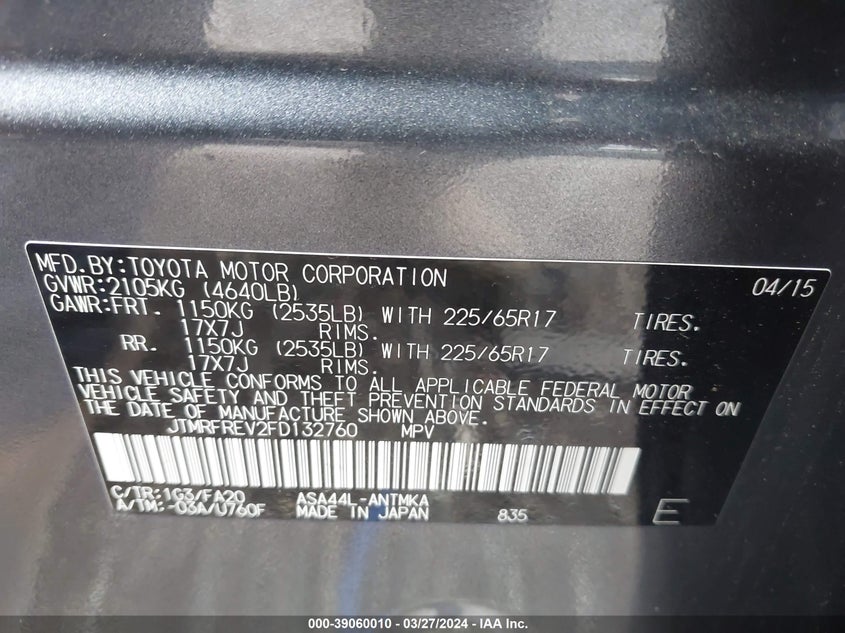 MFD.BY:TOYOTA MOTOR CORPORATION 04/15
GVWR:2105KG (4640LB)
GAWR:FRT. 1150KG (2535LB) WITH 225/65R17 TIRES.
17X7J RIMS.
RR. 1150KG (2535LB) WITH 225/65R17 TIRES.
17X7J RIMS.
THIS VEHICLE CONFORMS TO ALL APPLICABLE FEDERAL MOTOR
VEHICLE SAFETY AND THEFT PREVENTION STANDARDS IN EFFECT ON
THE DATE OF MANUFACTURE SHOWN ABOVE.
JTMRFREV2FD132760 MPV
C/TR:1G3/FA20 ASA44L-ANTMKA
A/TM:-03A/U760F MADE IN JAPAN 835 E
000-39060010 - 03/27/2024 - IAA Inc.